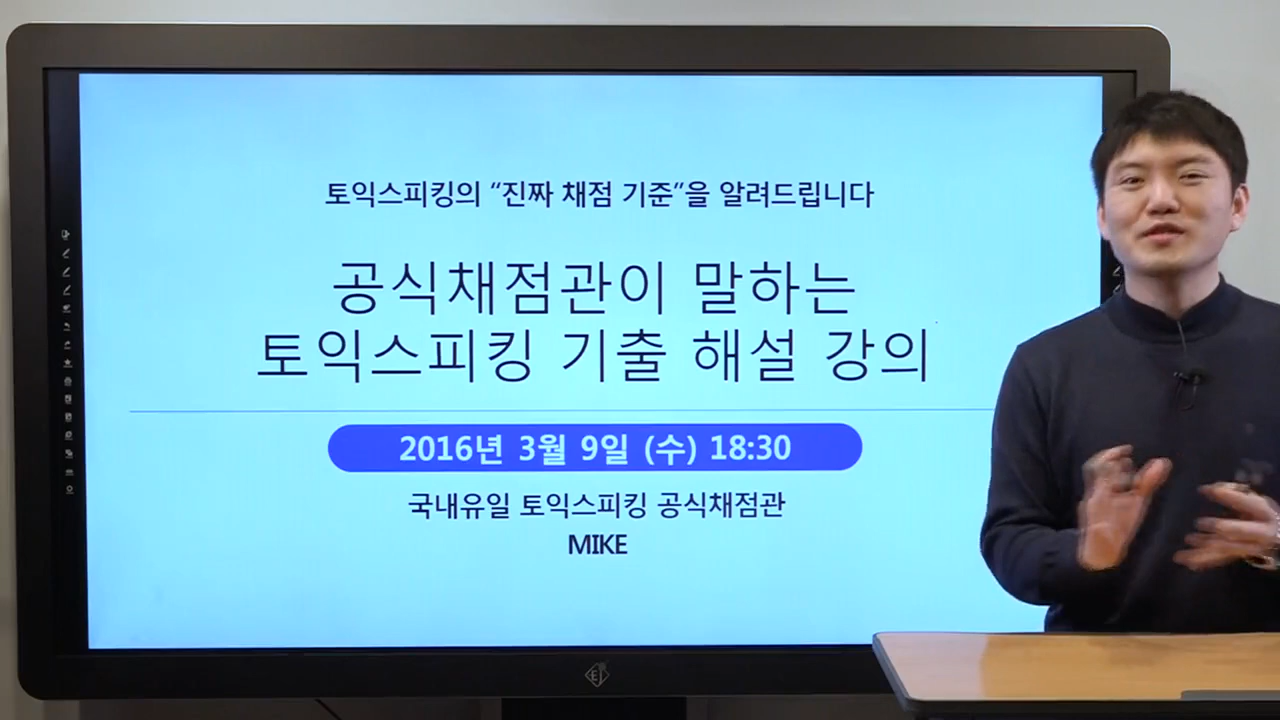 토익스피킹의 “진짜 채점 기준”을 알려드립니다
공식채점관이 말하는
토익스피킹 기출 해설 강의
2016년 3월 9일 (수) 18:30
국내유일 토익스피킹 공식채점관
MIKE